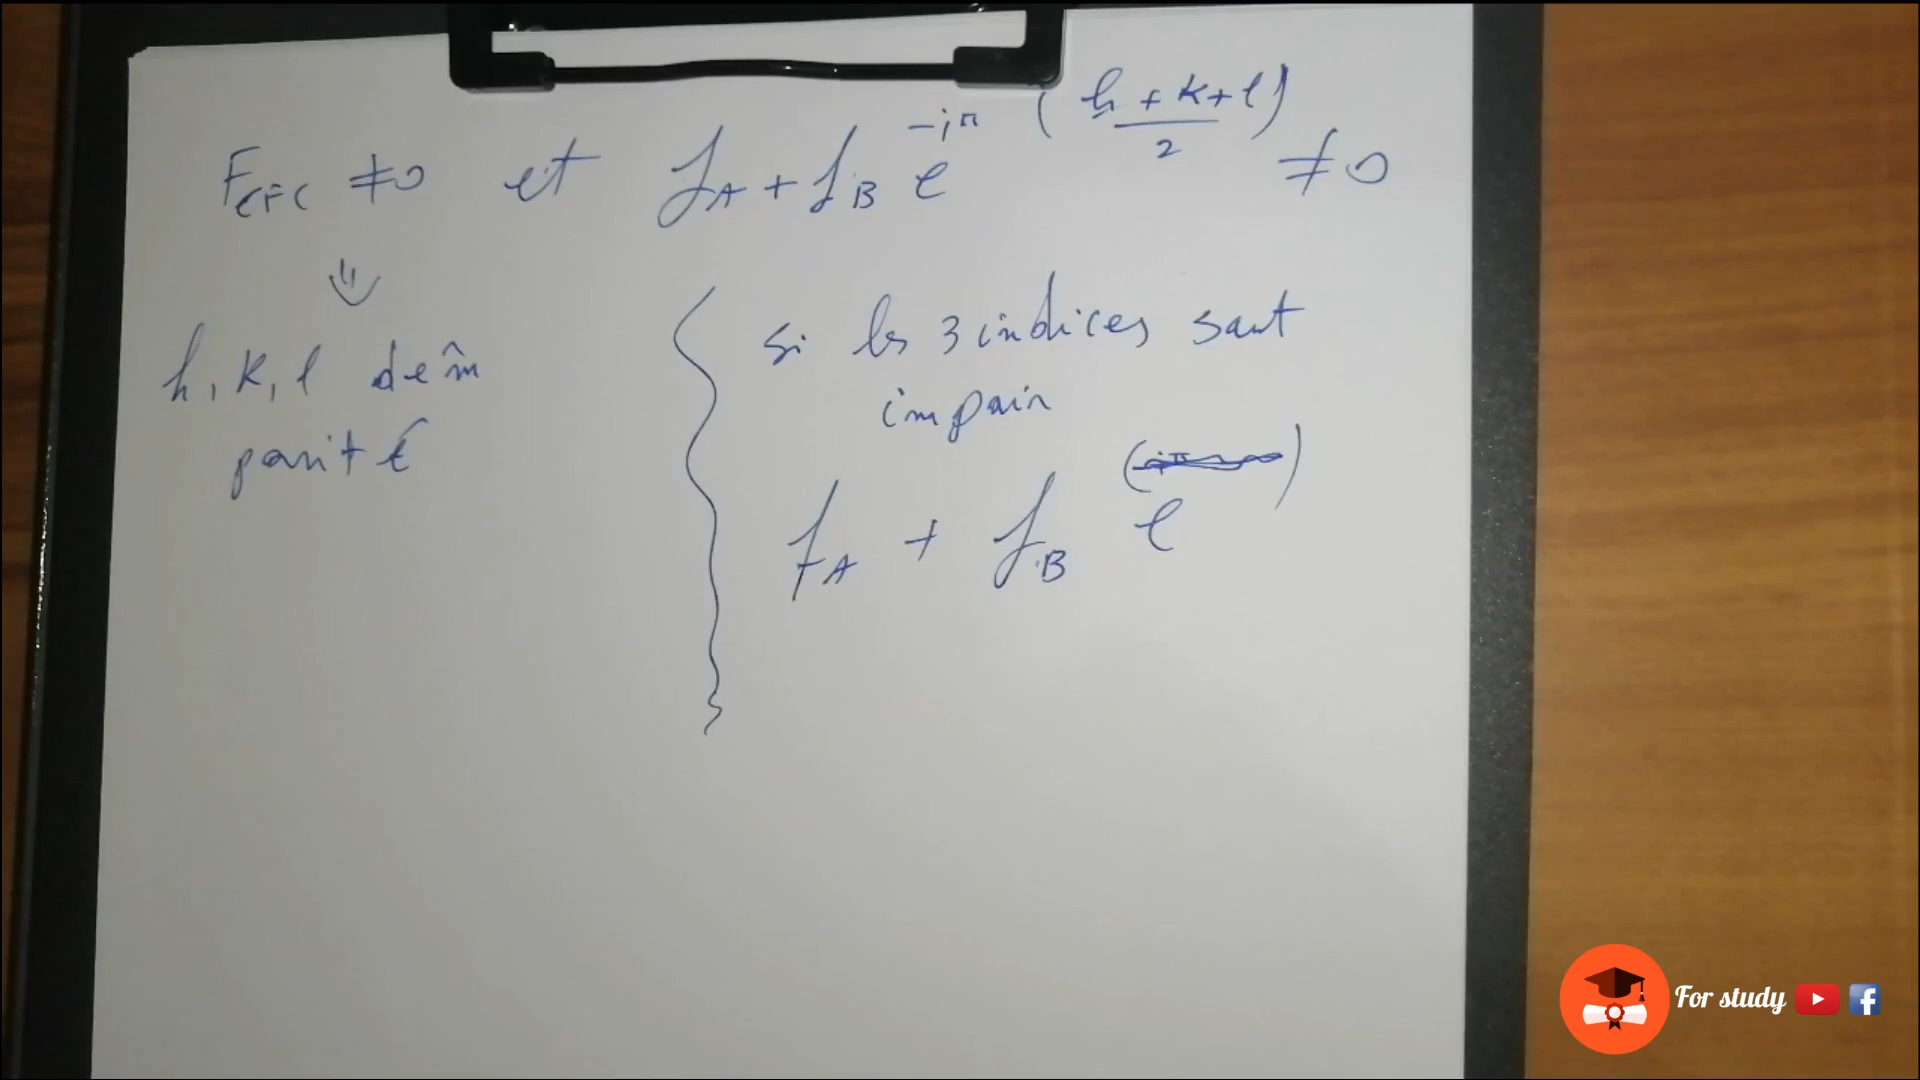 F_CFC ≠0 et f_A + f_B e^{-iπ (h+k+l)/2} ≠0
⇓
h, k, l de m̂
parité
si les 3 indices sont
impair
f_A + f_B e^( )
For study